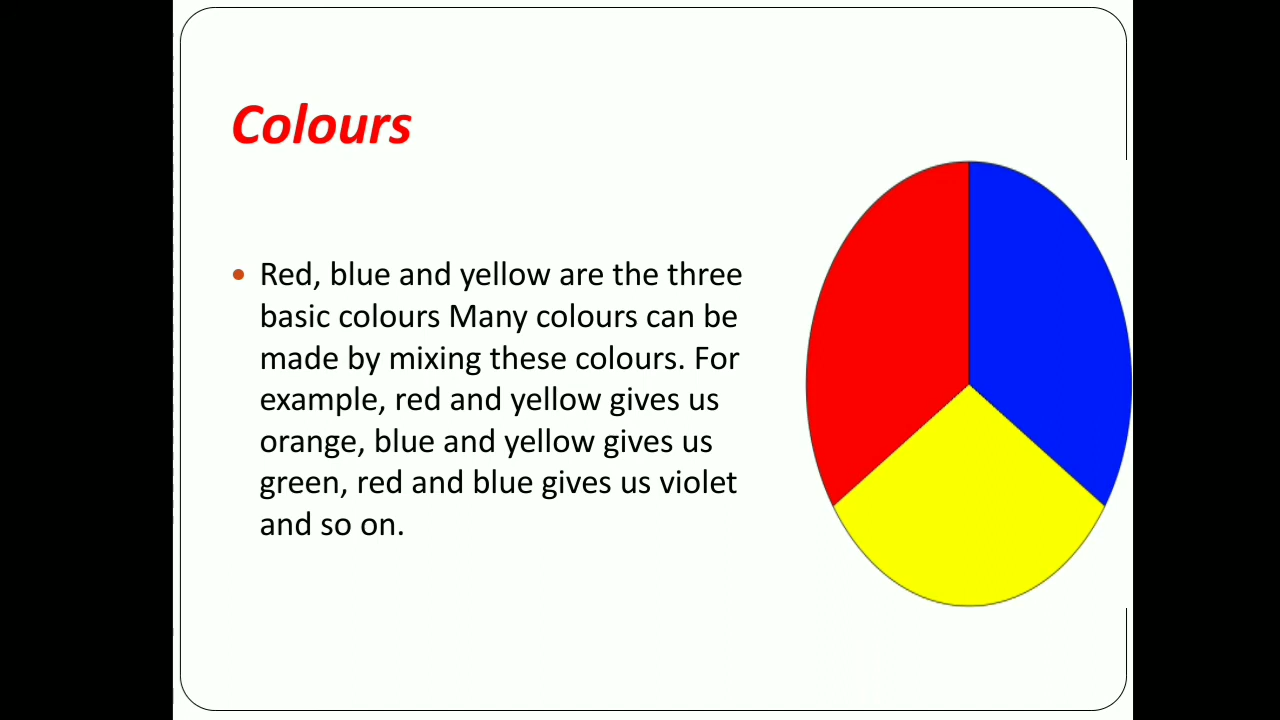 Colours
Red, blue and yellow are the three
basic colours Many colours can be
made by mixing these colours. For
example, red and yellow gives us
orange, blue and yellow gives us
green, red and blue gives us violet
and so on.